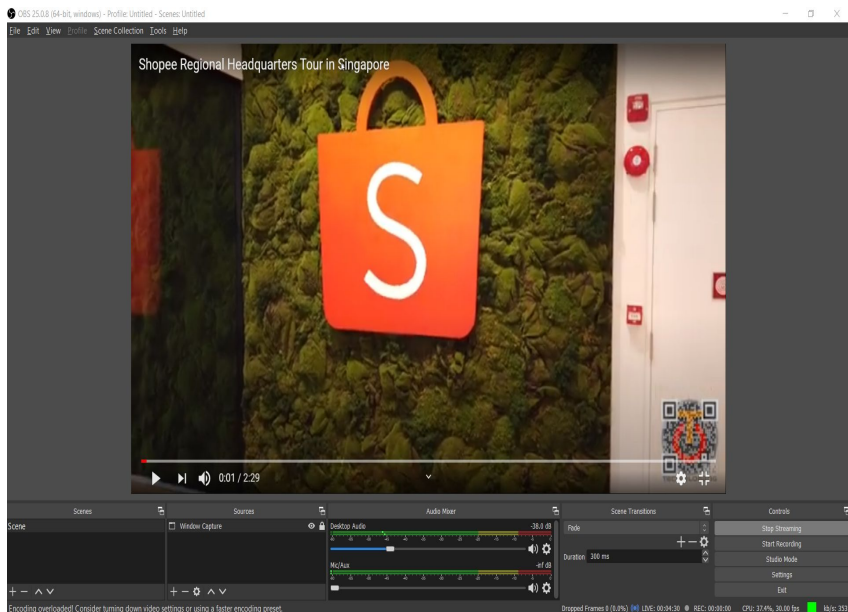 OBS 25.0.8 (64-bit, windows) - Profile: Untitled - Scenes: Untitled
File Edit View Profile Scene Collection Tools Help
Shopee Regional Headquarters Tour in Singapore
S
0:01 / 2:29
Scenes
Scene
Sources
Window Capture
Audio Mixer
Desktop Audio -38.0 dB
Mic/Aux -inf dB
Scene Transitions
Fade
Duration 300 ms
Controls
Stop Streaming
Start Recording
Studio Mode
Settings
Exit
Encoding overloaded! Consider turning down video settings or using a faster encoding preset.
Dropped Frames 0 (0.0%) LIVE: 00:04:30 REC: 00:00:00 CPU: 37.4%, 30.00 fps kb/s: 353